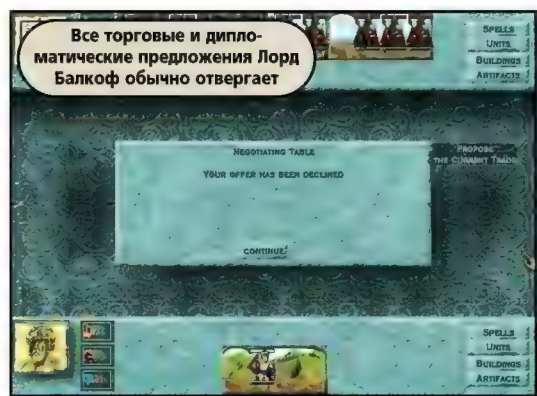 Все торговые и дипло-
матические предложения Лорд
Балкоф обычно отвергает
SPELLS
UNITS
BUILDINGS
ARTIFACTS
PROPOSE
THE CURRENT TRADE
NEGOTIATING TABLE
YOUR OFFER HAS BEEN DECLINED
CONTINUE
SPELLS
UNITS
BUILDINGS
ARTIFACTS